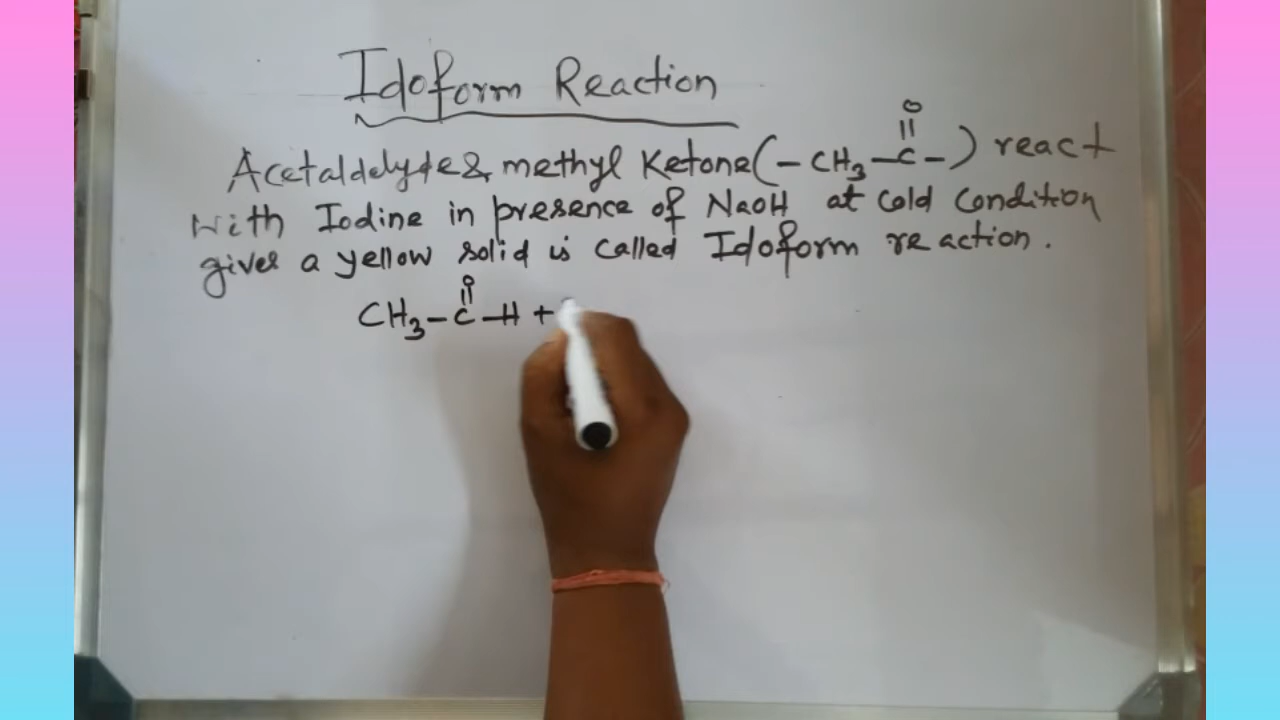 Idoform Reaction
Acetaldelyde & methyl Ketone (-CH3-C-) react
O
with Iodine in presence of NaOH at cold condition
gives a yellow solid is called Idoform reaction.
O
CH3-C-H +